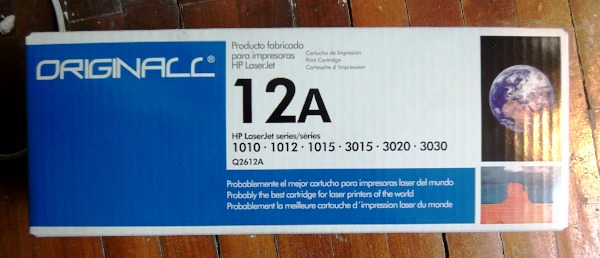 ORIGINALL®
Producto fabricado
para impresoras
HP LaserJet
Cartucho de Impresión
Print Cartridge
Cartouche d'Impression
12A
HP LaserJet series/séries
1010 · 1012 · 1015 · 3015 · 3020 · 3030
Q2612A
Probablemente el mejor cartucho para impresoras laser del mundo
Probably the best cartridge for laser printers of the world
Probablement la meilleure cartouche d'impression laser du monde